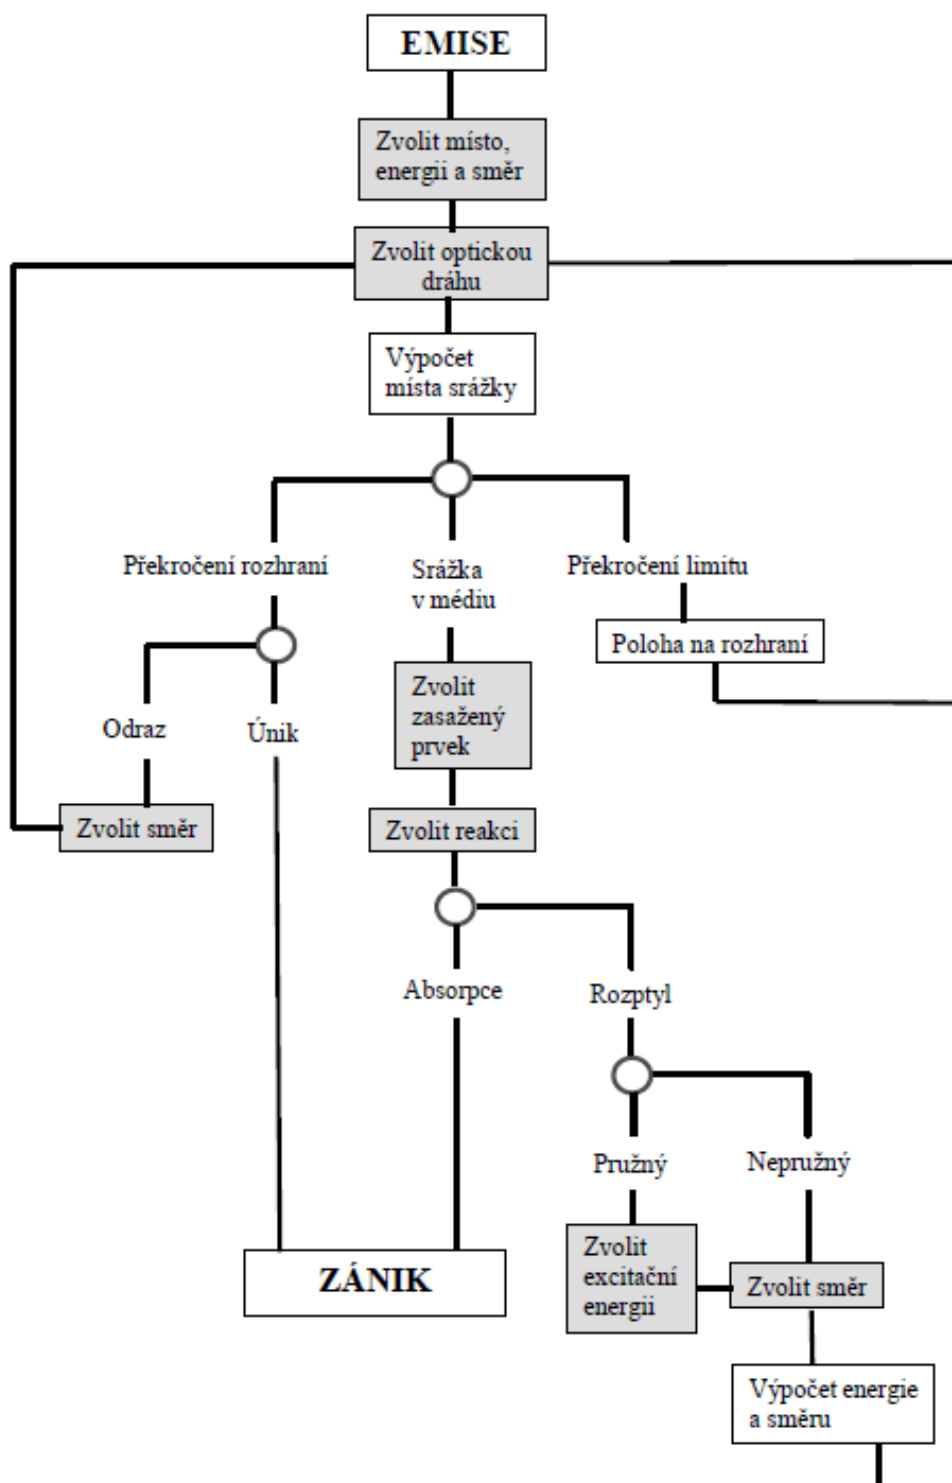 EMISE
Zvolit místo,
energii a směr
Zvolit optickou
dráhu
Výpočet
místa srážky
Překročení rozhraní
Srážka
v médiu
Překročení limitu
Poloha na rozhraní
Zvolit
zasažený
prvek
Odraz
Únik
Zvolit směr
Zvolit reakci
Absorpce
Rozptyl
Pružný
Nepružný
Zvolit
excitační
energii
Zvolit směr
ZÁNIK
Výpočet energie
a směru